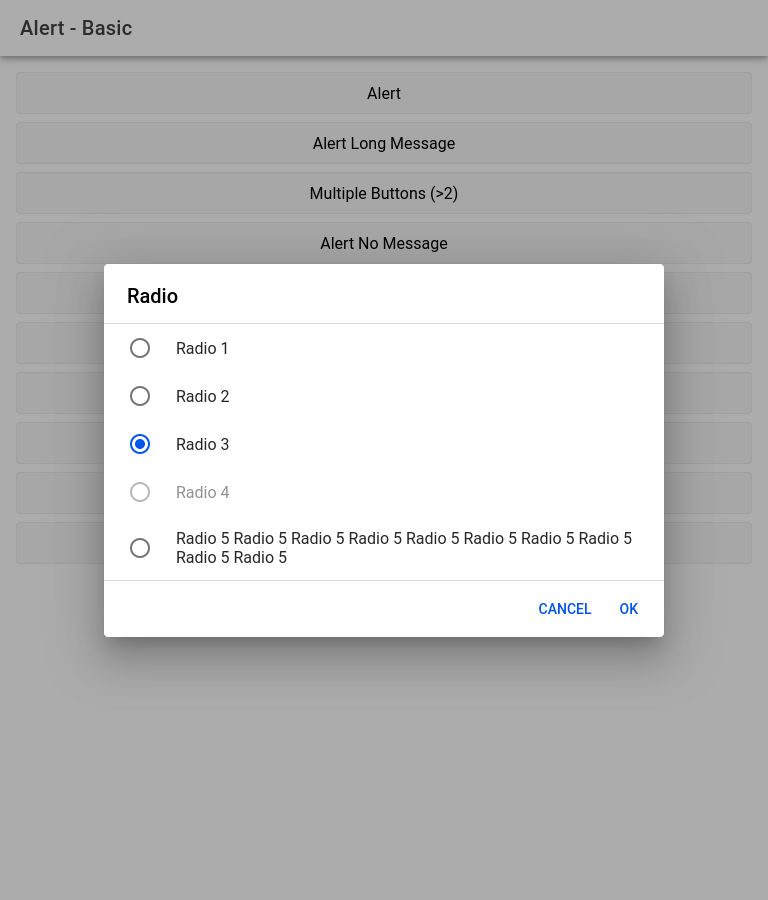 Alert - Basic
Alert
Alert Long Message
Multiple Buttons (>2)
Alert No Message
Radio
Radio 1
Radio 2
Radio 3
Radio 4
Radio 5 Radio 5 Radio 5 Radio 5 Radio 5 Radio 5 Radio 5 Radio 5
Radio 5 Radio 5
CANCEL OK